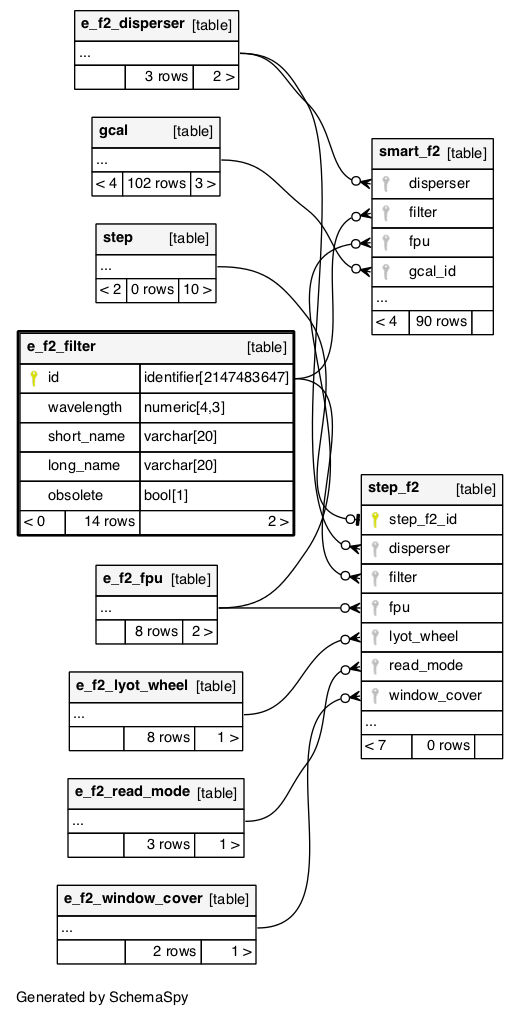 e_f2_disperser [table]
...
3 rows 2 >
gcal [table]
...
< 4 102 rows 3 >
step [table]
...
< 2 0 rows 10 >
e_f2_filter [table]
id identifier[2147483647]
wavelength numeric[4,3]
short_name varchar[20]
long_name varchar[20]
obsolete bool[1]
< 0 14 rows 2 >
e_f2_fpu [table]
...
8 rows 2 >
e_f2_lyot_wheel [table]
...
8 rows 1 >
e_f2_read_mode [table]
...
3 rows 1 >
e_f2_window_cover [table]
...
2 rows 1 >
smart_f2 [table]
disperser
filter
fpu
gcal_id
...
< 4 90 rows
step_f2 [table]
step_f2_id
disperser
filter
fpu
lyot_wheel
read_mode
window_cover
...
< 7 0 rows
Generated by SchemaSpy